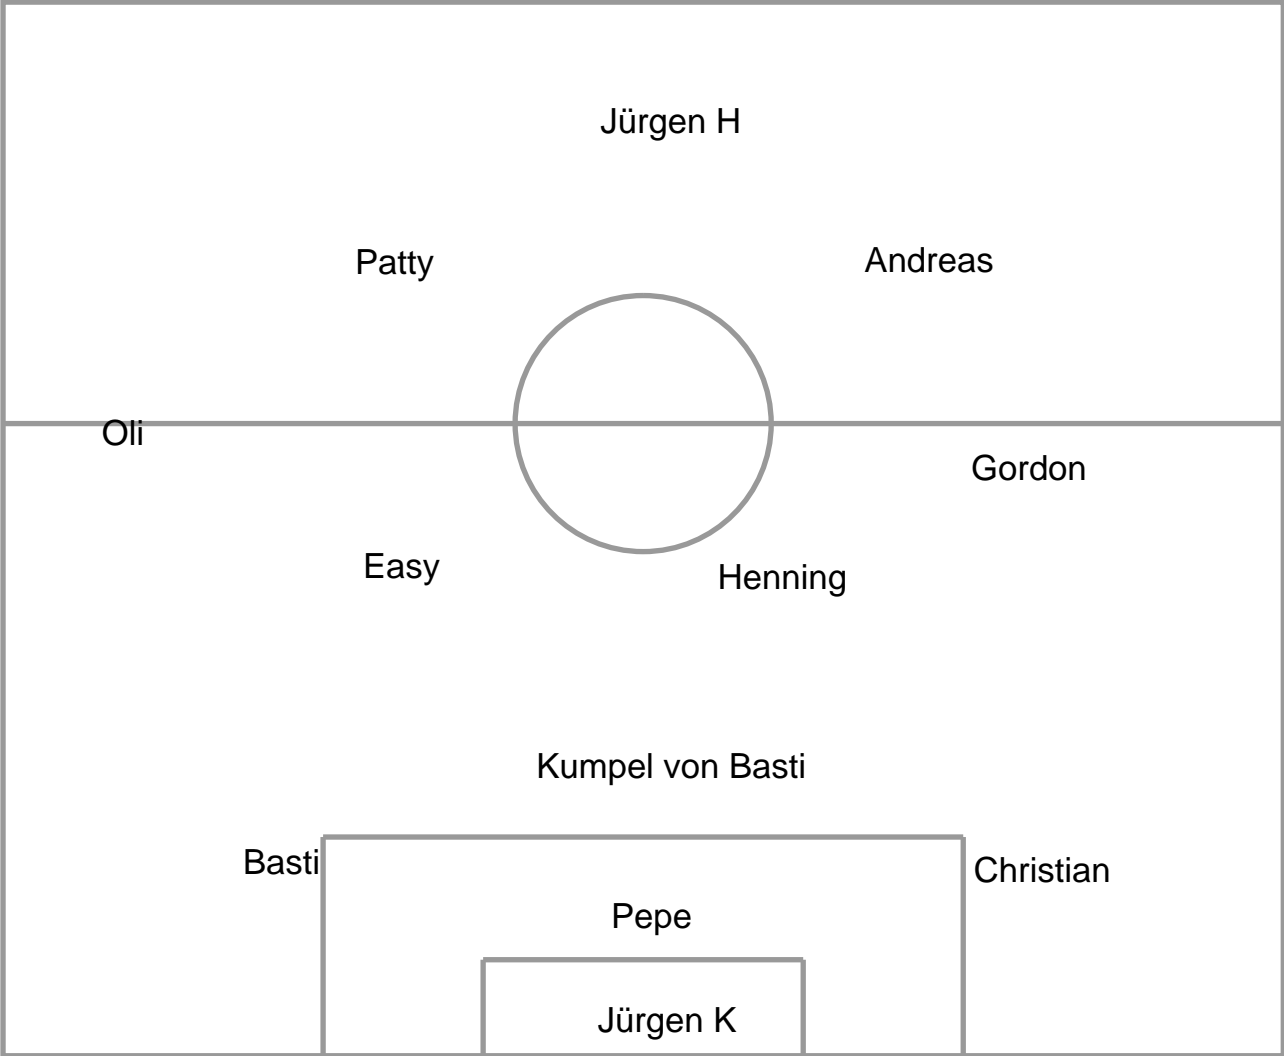 Jürgen H
Patty
Andreas
Oli
Gordon
Easy
Henning
Kumpel von Basti
Basti
Christian
Pepe
Jürgen K